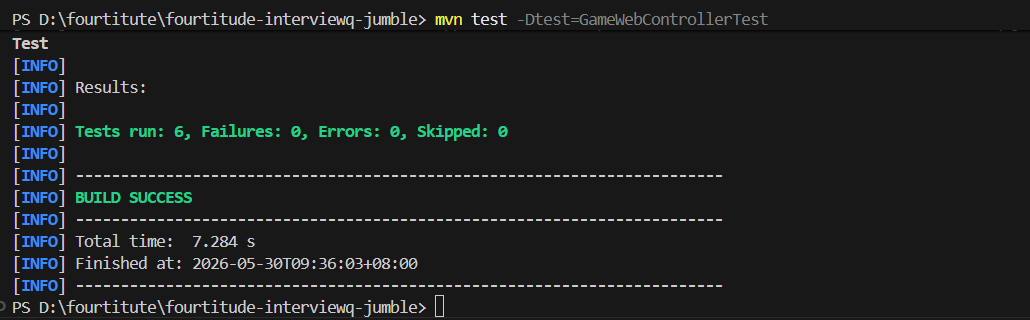 PS D:\fourtitute\fourtitude-interviewq-jumble> mvn test -Dtest=GameWebControllerTest
Test
[INFO]
[INFO] Results:
[INFO]
[INFO] Tests run: 6, Failures: 0, Errors: 0, Skipped: 0
[INFO]
[INFO] ------------------------------------------------------------------------
[INFO] BUILD SUCCESS
[INFO] ------------------------------------------------------------------------
[INFO] Total time:  7.284 s
[INFO] Finished at: 2026-05-30T09:36:03+08:00
[INFO] ------------------------------------------------------------------------
PS D:\fourtitute\fourtitude-interviewq-jumble>